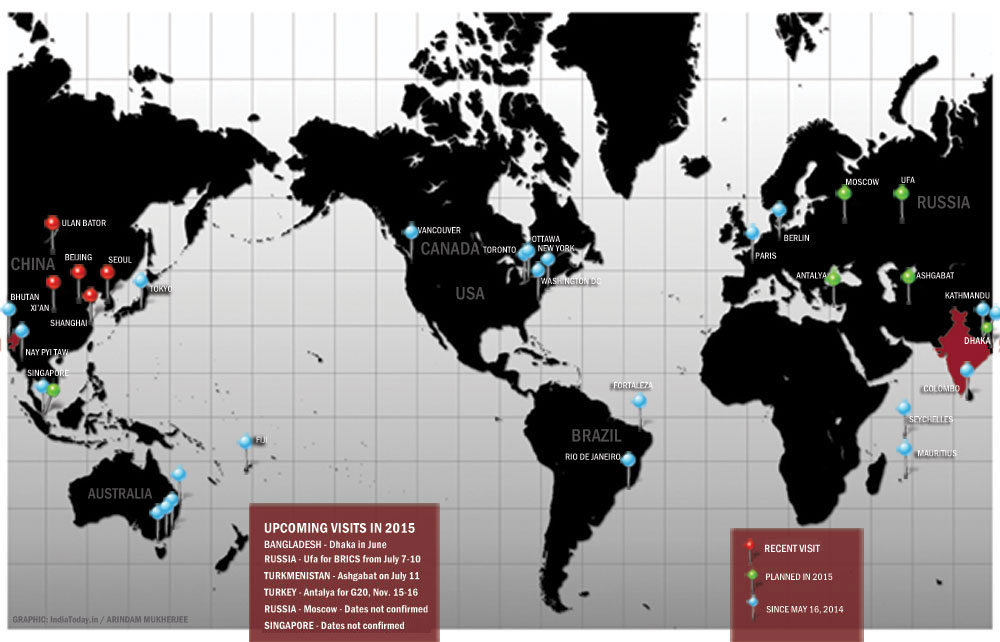 MOSCOW
UFA
RUSSIA
ULAN BATOR
VANCOUVER
OTTAWA
CANADA
TORONTO
NEW YORK
BERLIN
PARIS
CHINA
BEIJING
SEOUL
WASHINGTON DC
ANTALYA
ASHGABAT
TOKYO
USA
BHUTAN
XI'AN
KATHMANDU
SHANGHAI
DHAKA
NAY PYI TAW
SINGAPORE
FORTALEZA
COLOMBO
SEYCHELLES
FIJI
BRAZIL
RIO DE JANEIRO
MAURITIUS
AUSTRALIA
UPCOMING VISITS IN 2015
BANGLADESH - Dhaka in June
RUSSIA - Ufa for BRICS from July 7-10
TURKMENISTAN - Ashgabat on July 11
TURKEY - Antalya for G20, Nov. 15-16
RUSSIA - Moscow - Dates not confirmed
SINGAPORE - Dates not confirmed
RECENT VISIT
PLANNED IN 2015
SINCE MAY 16, 2014
GRAPHIC: IndiaToday.in / ARINDAM MUKHERJEE